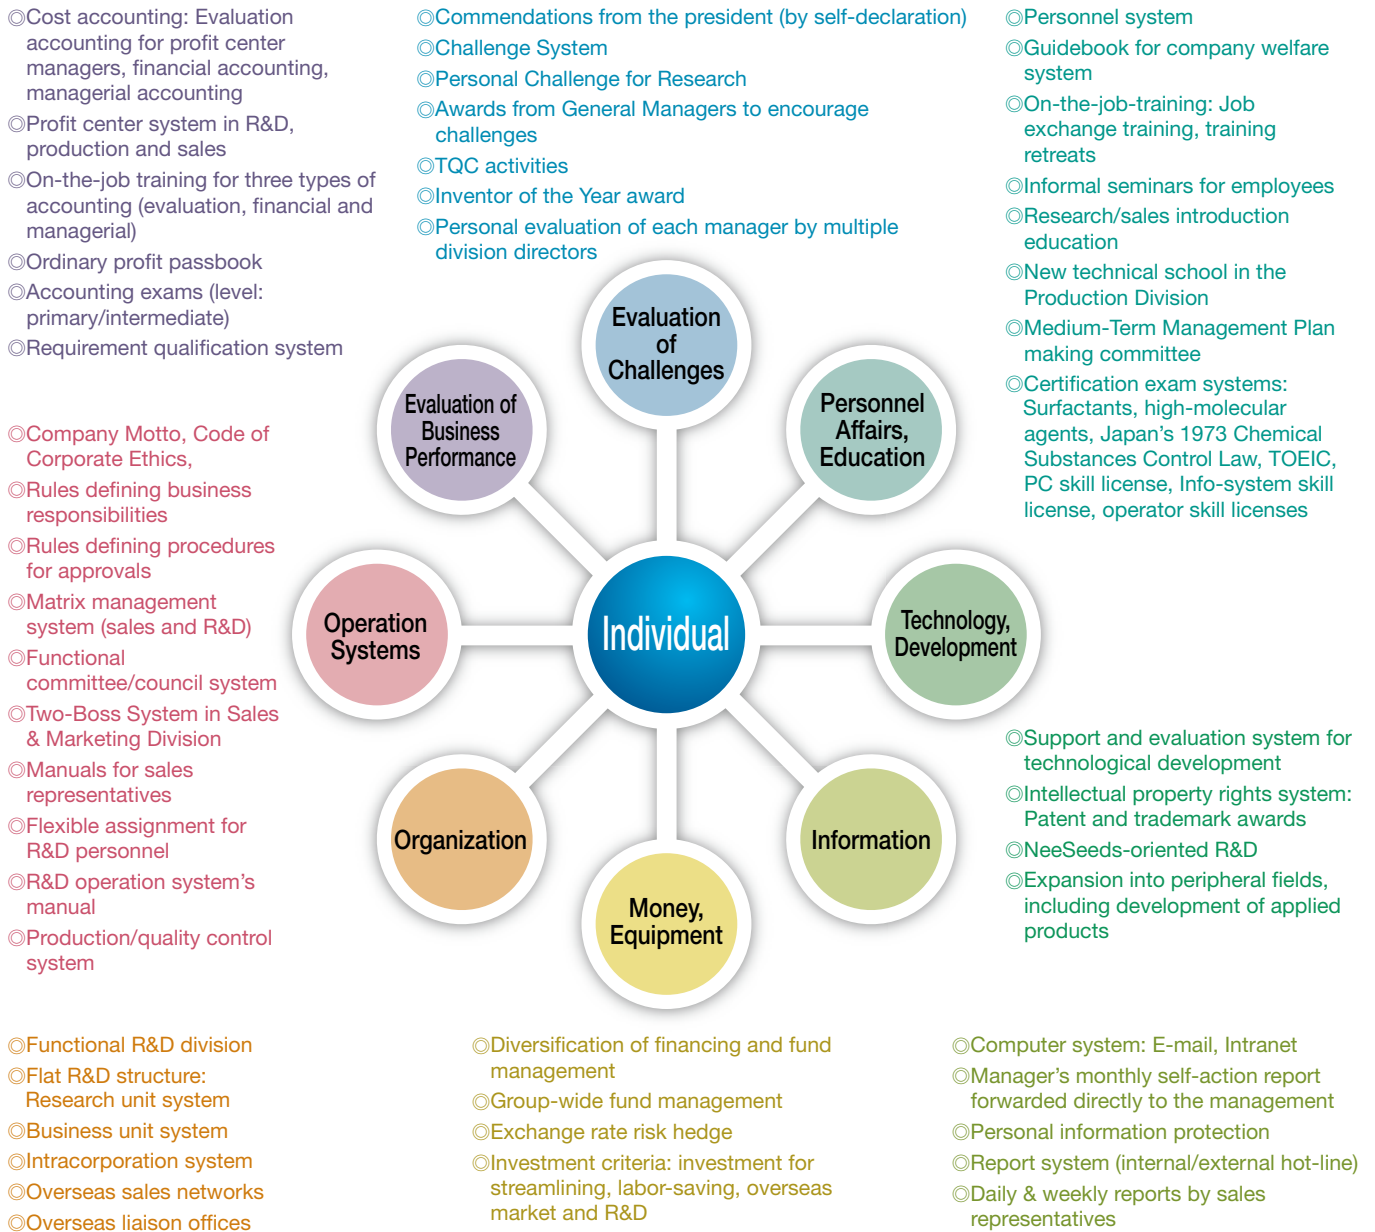 ◎Cost accounting: Evaluation
accounting for profit center
managers, financial accounting,
managerial accounting
◎Profit center system in R&D,
production and sales
◎On-the-job training for three types of
accounting (evaluation, financial and
managerial)
◎Ordinary profit passbook
◎Accounting exams (level:
primary/intermediate)
◎Requirement qualification system
◎Commendations from the president (by self-declaration)
◎Challenge System
◎Personal Challenge for Research
◎Awards from General Managers to encourage
challenges
◎TQC activities
◎Inventor of the Year award
◎Personal evaluation of each manager by multiple
division directors
◎Personnel system
◎Guidebook for company welfare
system
◎On-the-job-training: Job
exchange training, training
retreats
◎Informal seminars for employees
◎Research/sales introduction
education
◎New technical school in the
Production Division
◎Medium-Term Management Plan
making committee
◎Certification exam systems:
Surfactants, high-molecular
agents, Japan's 1973 Chemical
Substances Control Law, TOEIC,
PC skill license, Info-system skill
license, operator skill licenses
Evaluation
of
Challenges
Evaluation of
Business
Performance
Personnel
Affairs,
Education
◎Company Motto, Code of
Corporate Ethics,
◎Rules defining business
responsibilities
◎Rules defining procedures
for approvals
◎Matrix management
system (sales and R&D)
◎Functional
committee/council system
◎Two-Boss System in Sales
& Marketing Division
◎Manuals for sales
representatives
◎Flexible assignment for
R&D personnel
◎R&D operation system's
manual
◎Production/quality control
system
Operation
Systems
Individual
Technology,
Development
◎Support and evaluation system for
technological development
◎Intellectual property rights system:
Patent and trademark awards
◎NeeSeeds-oriented R&D
◎Expansion into peripheral fields,
including development of applied
products
Organization
Money,
Equipment
Information
◎Functional R&D division
◎Flat R&D structure:
Research unit system
◎Business unit system
◎Intracorporation system
◎Overseas sales networks
◎Overseas liaison offices
◎Diversification of financing and fund
management
◎Group-wide fund management
◎Exchange rate risk hedge
◎Investment criteria: investment for
streamlining, labor-saving, overseas
market and R&D
◎Computer system: E-mail, Intranet
◎Manager's monthly self-action report
forwarded directly to the management
◎Personal information protection
◎Report system (internal/external hot-line)
◎Daily & weekly reports by sales
representatives